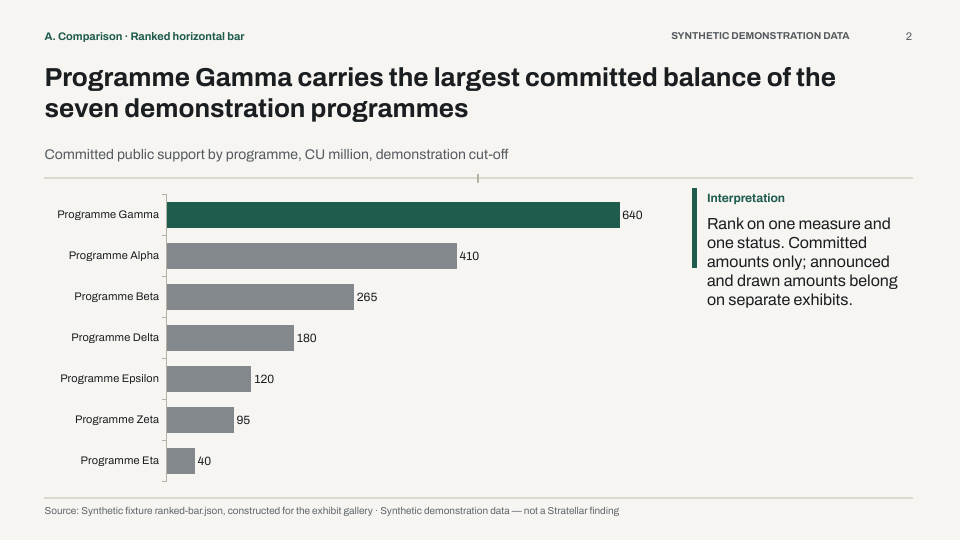 A. Comparison · Ranked horizontal bar
SYNTHETIC DEMONSTRATION DATA
2
Programme Gamma carries the largest committed balance of the
seven demonstration programmes
Committed public support by programme, CU million, demonstration cut-off
Programme Gamma 640
Programme Alpha 410
Programme Beta 265
Programme Delta 180
Programme Epsilon 120
Programme Zeta 95
Programme Eta 40
Interpretation
Rank on one measure and
one status. Committed
amounts only; announced
and drawn amounts belong
on separate exhibits.
Source: Synthetic fixture ranked-bar.json, constructed for the exhibit gallery · Synthetic demonstration data — not a Stratellar finding